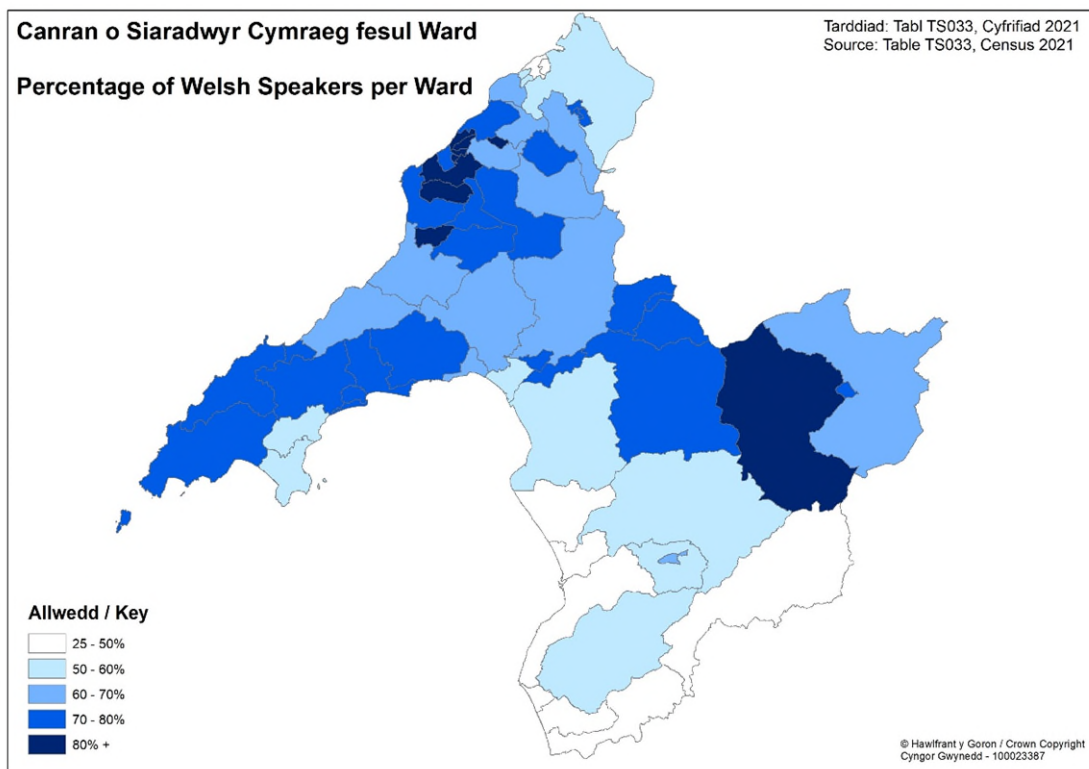 Canran o Siaradwyr Cymraeg fesul Ward
Percentage of Welsh Speakers per Ward
Tarddiad: Tabl TS033, Cyfrifiad 2021
Source: Table TS033, Census 2021
Allwedd / Key
25 - 50%
50 - 60%
60 - 70%
70 - 80%
80% +
© Hawlfraint y Goron / Crown Copyright
Cyngor Gwynedd - 100023387